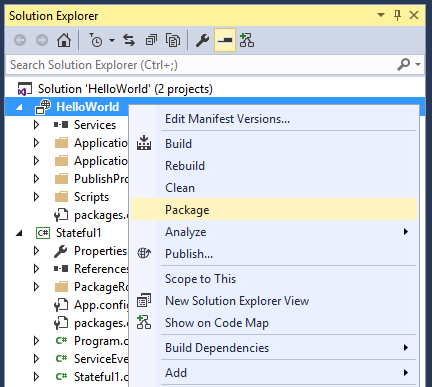 Solution Explorer
Search Solution Explorer (Ctrl+;)
Solution 'HelloWorld' (2 projects)
HelloWorld
Services
Application
Application
PublishPro
Scripts
packages.c
C# Stateful1
Properties
References
PackageRo
App.config
packages.c
C# Program.c
C# ServiceEve
C# Stateful1.c
Edit Manifest Versions...
Build
Rebuild
Clean
Package
Analyze
Publish...
Scope to This
New Solution Explorer View
Show on Code Map
Build Dependencies
Add